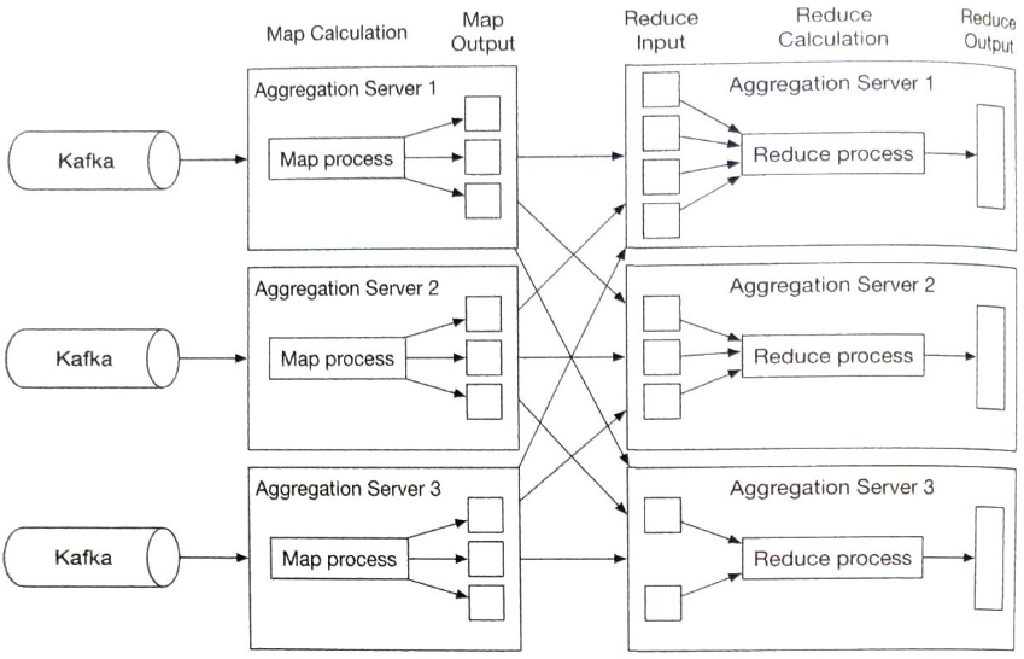 Map Calculation
Map
Output
Reduce
Input
Reduce
Calculation
Reduce
Output
Aggregation Server 1
Kafka
Map process
Aggregation Server 1
Reduce process
Aggregation Server 2
Kafka
Map process
Aggregation Server 2
Reduce process
Aggregation Server 3
Kafka
Map process
Aggregation Server 3
Reduce process